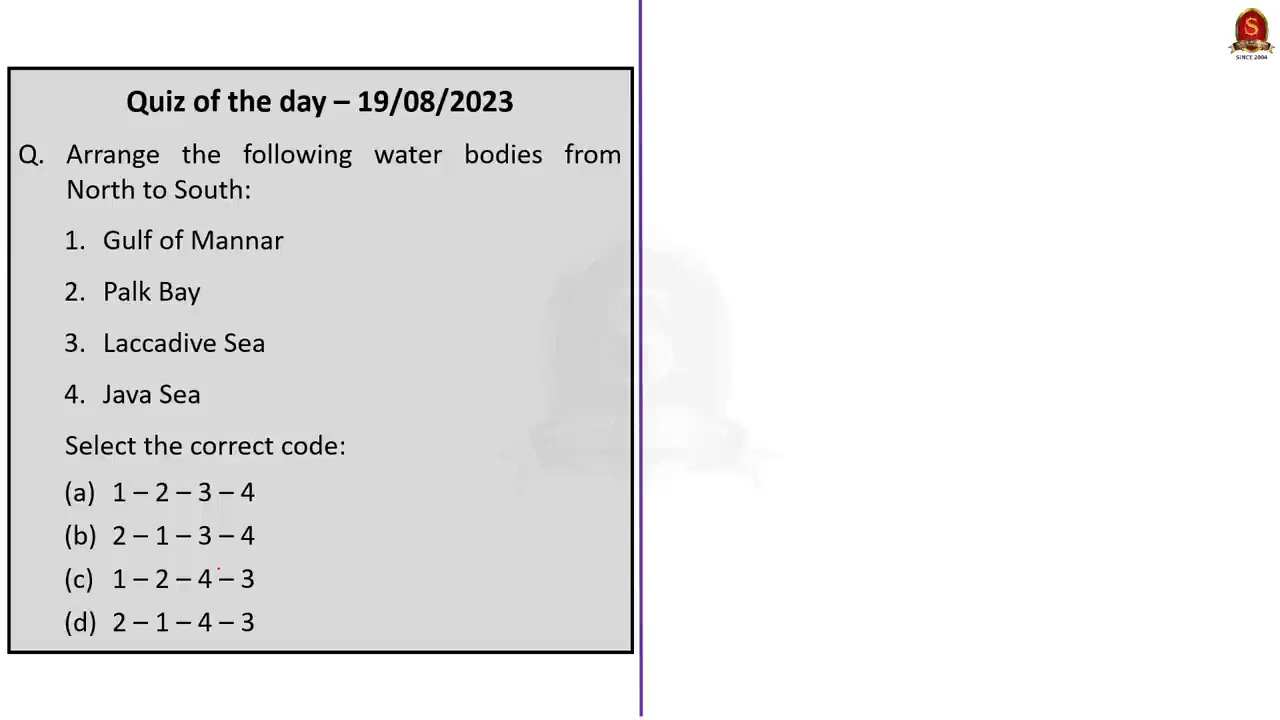 S
SINCE 2004
Quiz of the day – 19/08/2023
Q. Arrange the following water bodies from
North to South:
1. Gulf of Mannar
2. Palk Bay
3. Laccadive Sea
4. Java Sea
Select the correct code:
(a) 1 – 2 – 3 – 4
(b) 2 – 1 – 3 – 4
(c) 1 – 2 – 4 – 3
(d) 2 – 1 – 4 – 3